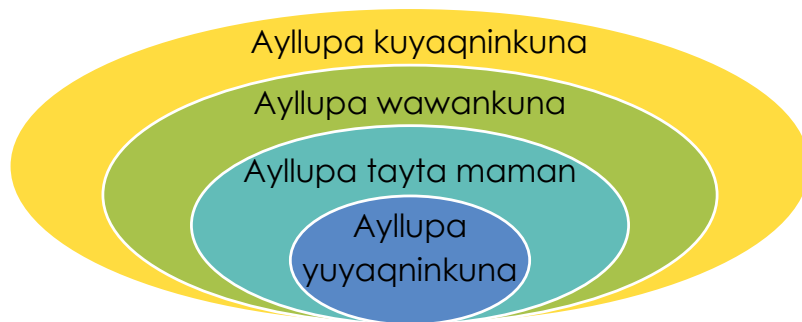 Ayllupa kuyaqninkuna
Ayllupa wawankuna
Ayllupa tayta maman
Ayllupa
yuyaqninkuna